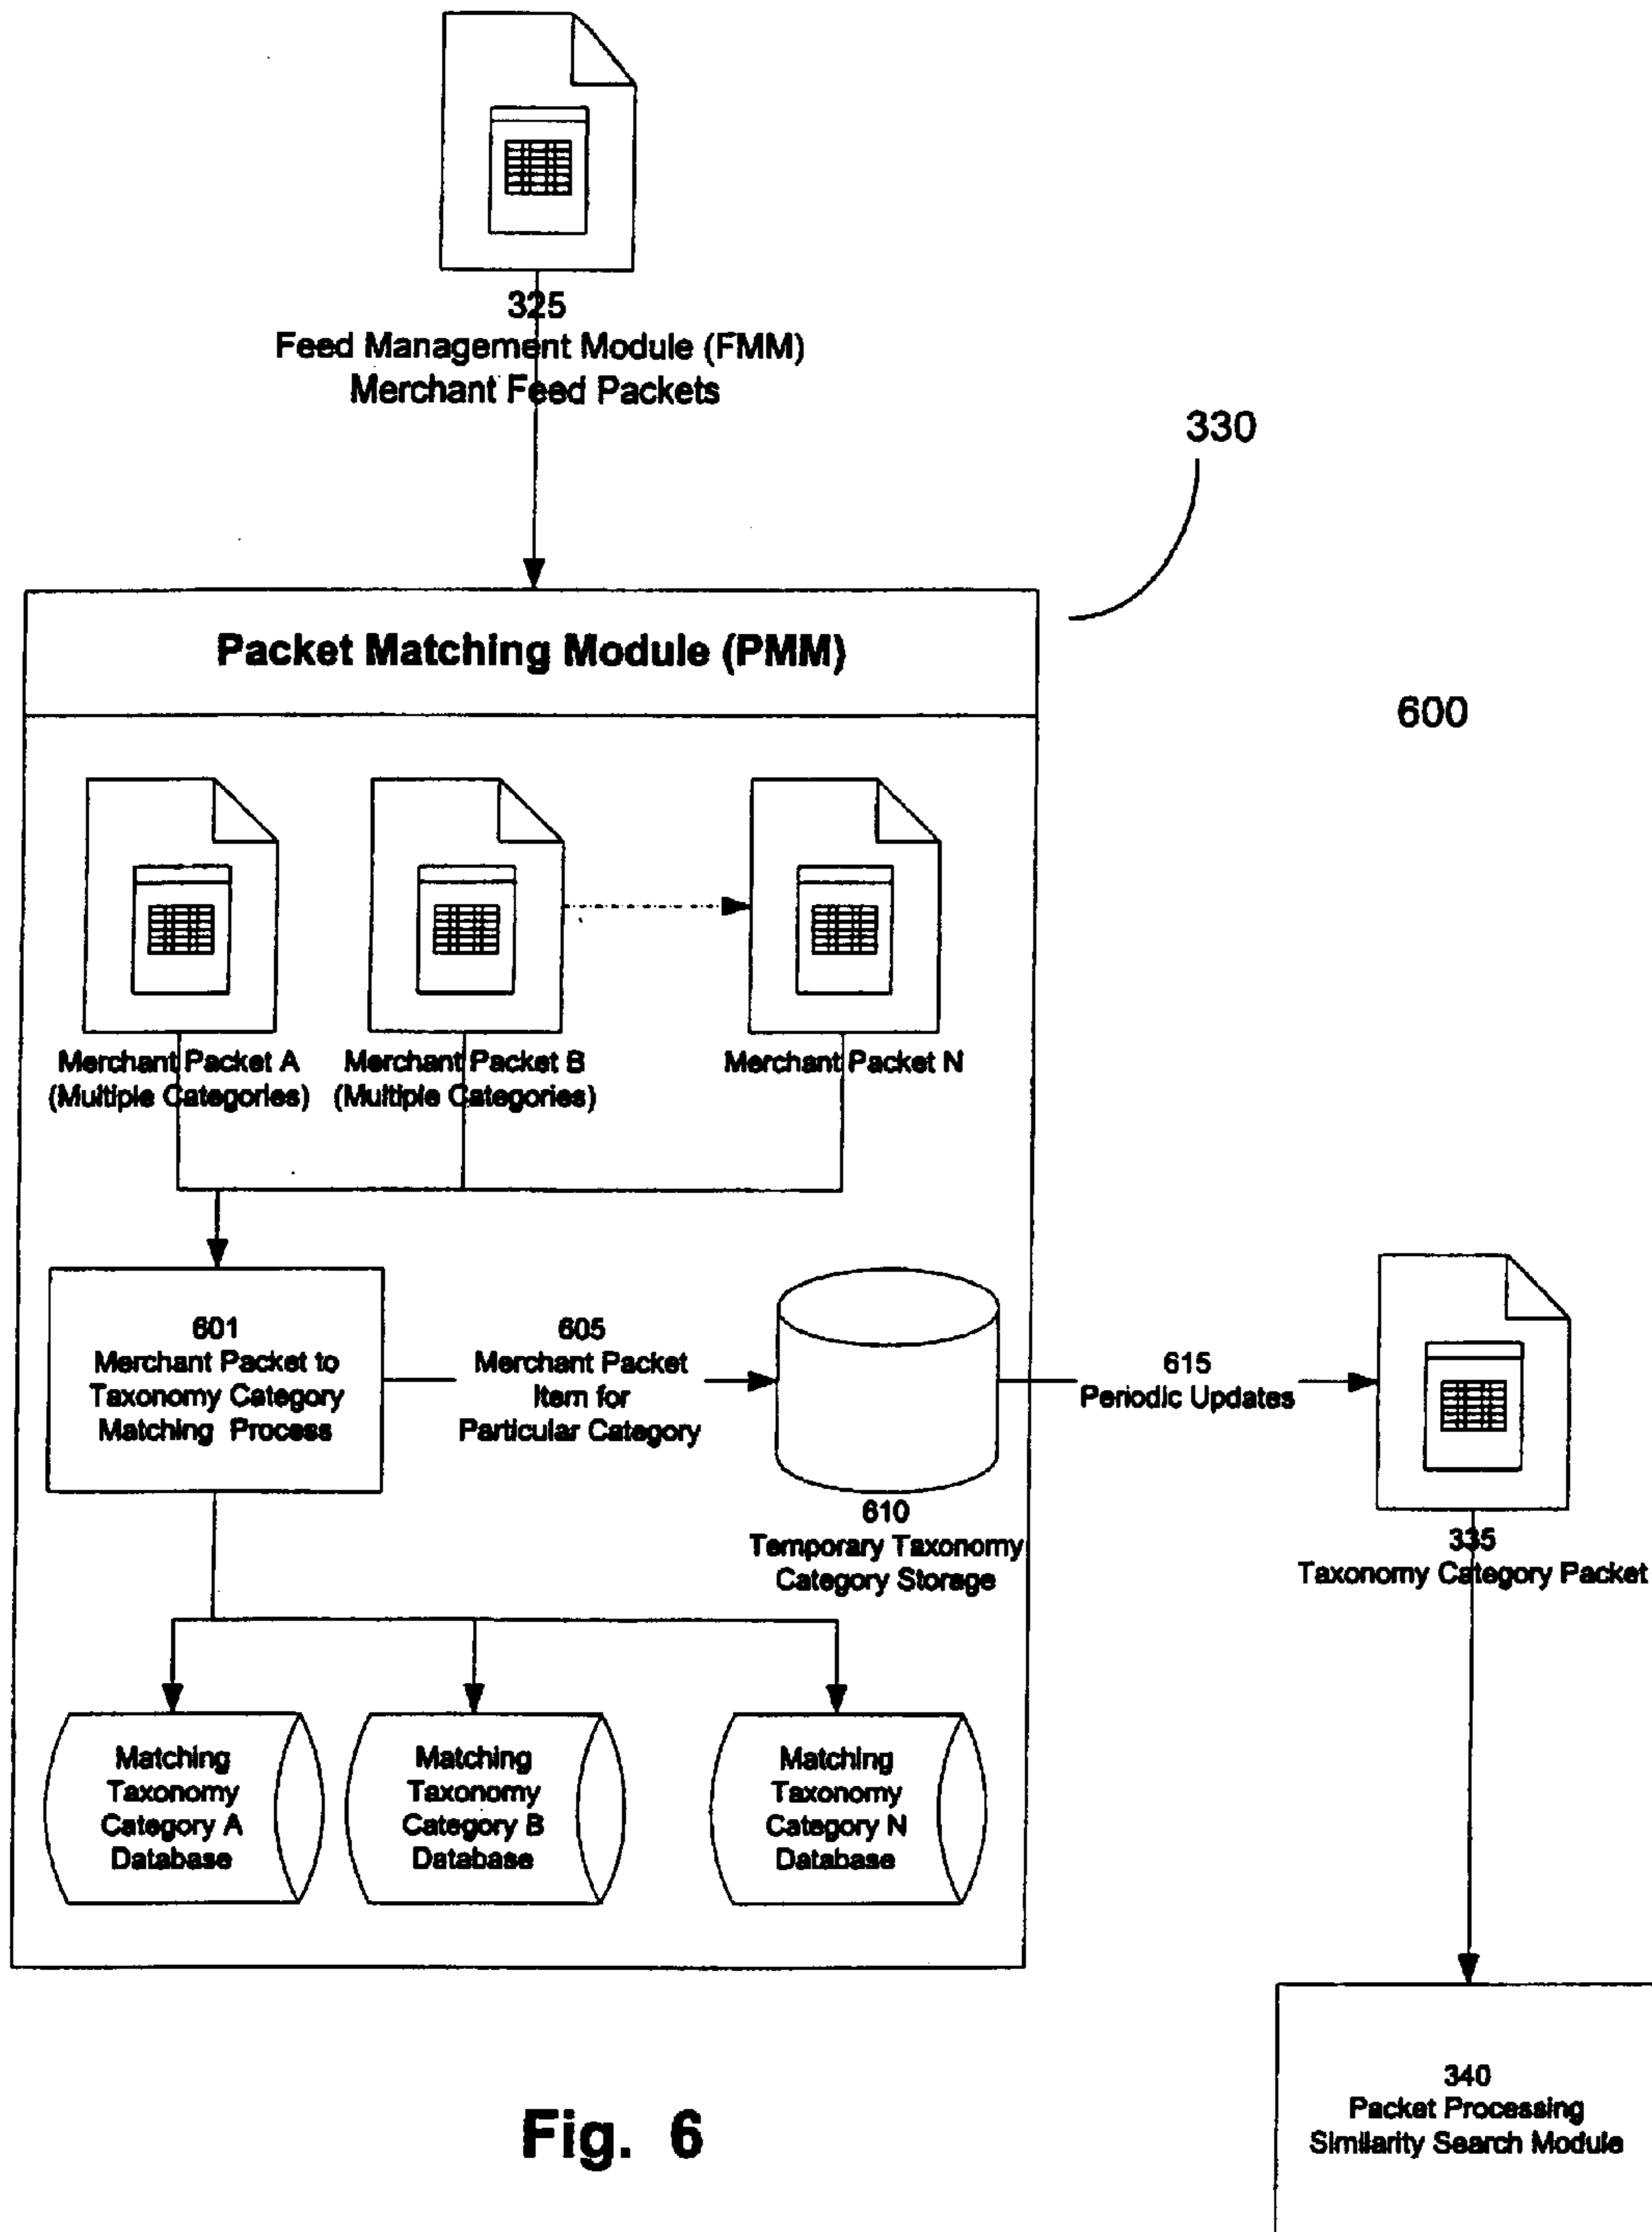 325
Feed Management Module (FMM)
Merchant Feed Packets
330
Packet Matching Module (PMM)
600
Merchant Packet A
(Multiple Categories)
Merchant Packet B
(Multiple Categories)
Merchant Packet N
601
Merchant Packet to
Taxonomy Category
Matching Process
605
Merchant Packet
Item for
Particular Category
610
Temporary Taxonomy
Category Storage
615
Periodic Updates
335
Taxonomy Category Packet
Matching
Taxonomy
Category A
Database
Matching
Taxonomy
Category B
Database
Matching
Taxonomy
Category N
Database
340
Packet Processing
Similarity Search Module
Fig. 6